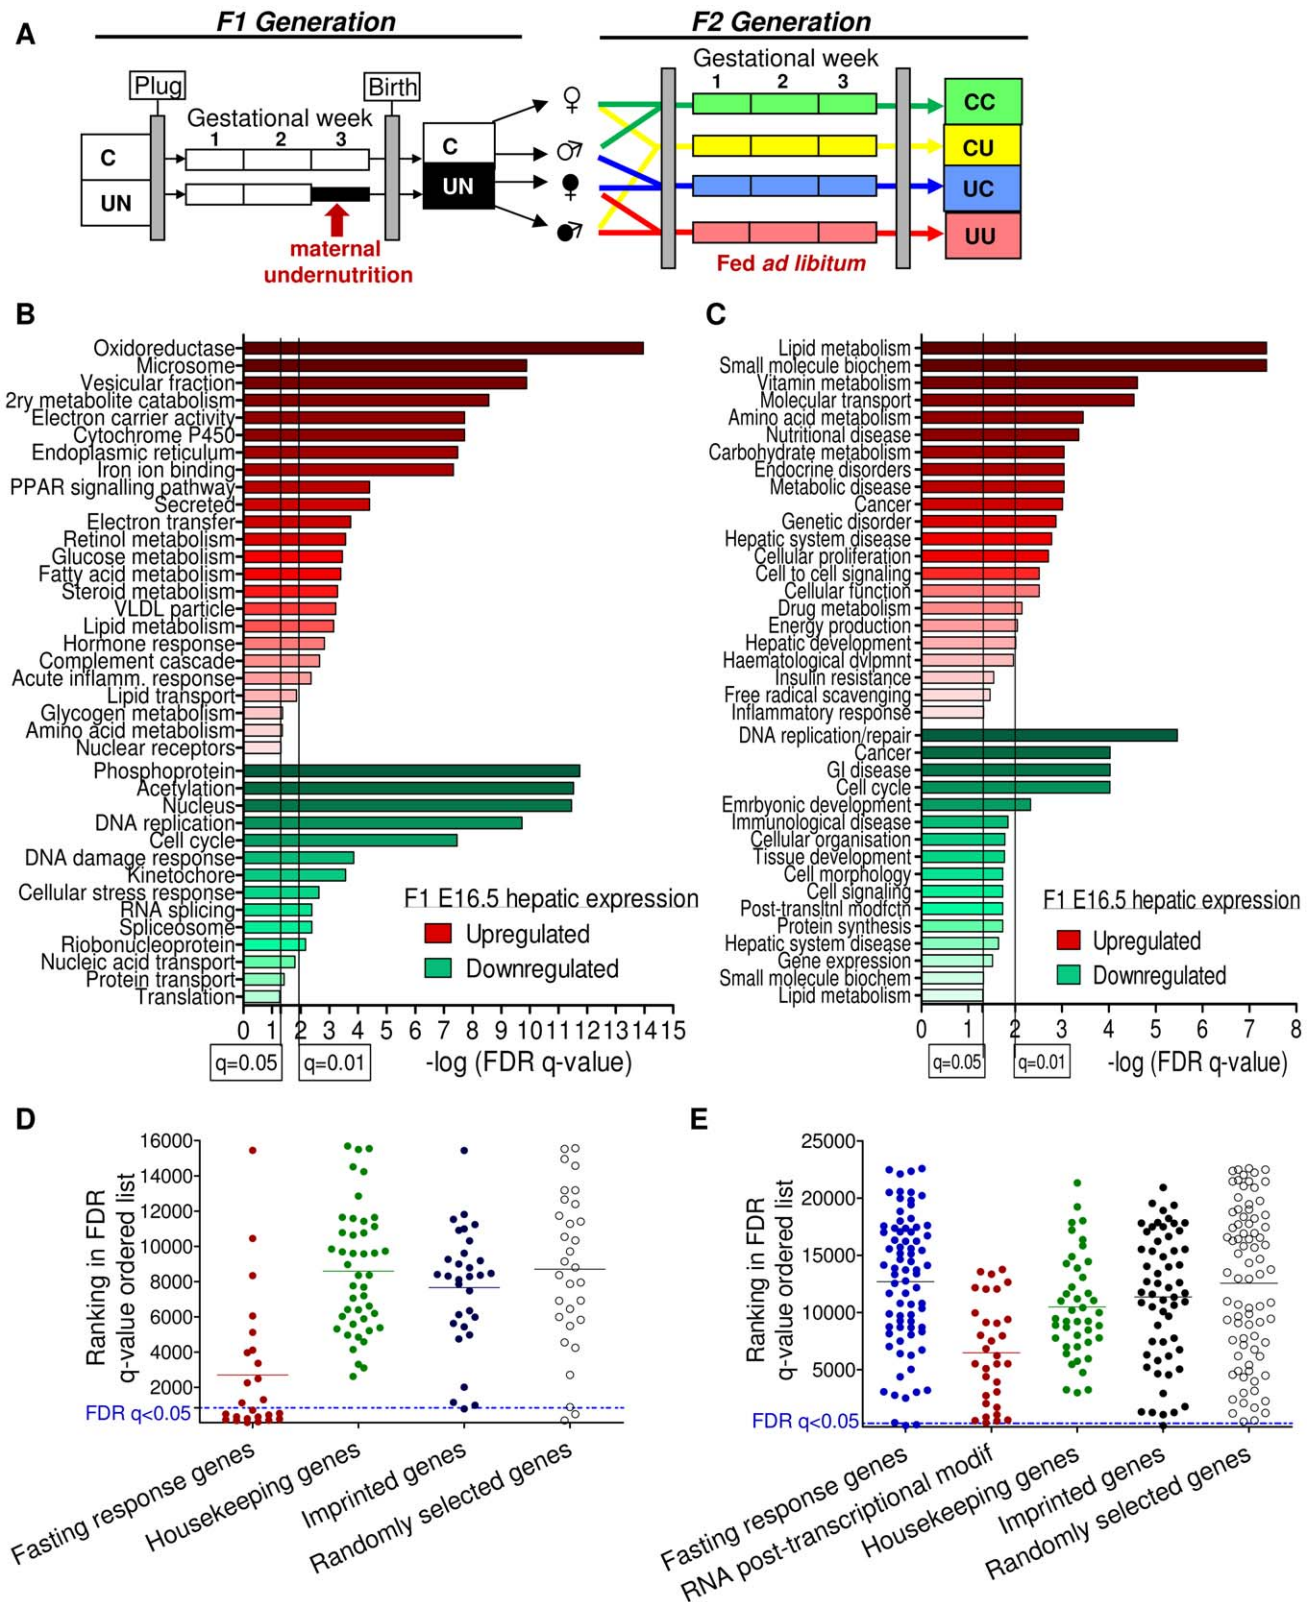 A
F1 Generation
F2 Generation
Plug
Birth
Gestational week
1 2 3
Gestational week
1 2 3
C
UN
C
UN
♀
♂
CC
CU
UC
UU
maternal
undernutrition
Fed ad libitum
B
Oxidoreductase
Microsome
Vesicular fraction
2ry metabolite catabolism
Electron carrier activity
Cytochrome P450
Endoplasmic reticulum
Iron ion binding
PPAR signalling pathway
Secreted
Electron transfer
Retinol metabolism
Glucose metabolism
Fatty acid metabolism
Steroid metabolism
VLDL particle
Lipid metabolism
Hormone response
Complement cascade
Acute inflamm. response
Lipid transport
Glycogen metabolism
Amino acid metabolism
Nuclear receptors
Phosphoprotein
Acetylation
Nucleus
DNA replication
Cell cycle
DNA damage response
Kinetochore
Cellular stress response
RNA splicing
Spliceosome
Riobonucleoprotein
Nucleic acid transport
Protein transport
Translation
F1 E16.5 hepatic expression
Upregulated
Downregulated
0 1 2 3 4 5 6 7 8 9 10 11 12 13 14 15
q=0.05
q=0.01
-log (FDR q-value)
C
Lipid metabolism
Small molecule biochem
Vitamin metabolism
Molecular transport
Amino acid metabolism
Nutritional disease
Carbohydrate metabolism
Endocrine disorders
Metabolic disease
Cancer
Genetic disorder
Hepatic system disease
Cellular proliferation
Cell to cell signaling
Cellular function
Drug metabolism
Energy production
Hepatic development
Haematological dvlpmnt
Insulin resistance
Free radical scavenging
Inflammatory response
DNA replication/repair
Cancer
GI disease
Cell cycle
Emrbyonic development
Immunological disease
Cellular organisation
Tissue development
Cell morphology
Cell signaling
Post-transltnl modfctn
Protein synthesis
Hepatic system disease
Gene expression
Small molecule biochem
Lipid metabolism
F1 E16.5 hepatic expression
Upregulated
Downregulated
0 1 2 3 4 5 6 7 8
q=0.05
q=0.01
-log (FDR q-value)
D
Ranking in FDR
q-value ordered list
16000
14000
12000
10000
8000
6000
4000
2000
FDR q<0.05
Fasting response genes
Housekeeping genes
Imprinted genes
Randomly selected genes
E
Ranking in FDR
q-value ordered list
25000
20000
15000
10000
5000
FDR q<0.05
Fasting response genes
RNA post-transcriptional modif
Housekeeping genes
Imprinted genes
Randomly selected genes